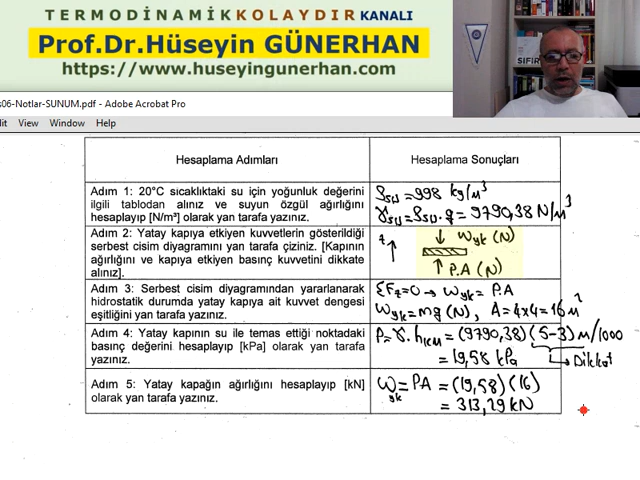 TERMODİNAMİKKOLAYDIR KANALI
Prof.Dr.Hüseyin GÜNERHAN
https://www.huseyingunerhan.com
SIFIR
s06-Notlar-SUNUM.pdf - Adobe Acrobat Pro
dit View Window Help
Hesaplama Adımları
Hesaplama Sonuçları
Adım 1: 20°C sıcaklıktaki su için yoğunluk değerini
ilgili tablodan alınız ve suyun özgül ağırlığını
hesaplayıp [N/m³] olarak yan tarafa yazınız.
ρsu=998 kg/m³
γsu=ρsu.g=9790,38 N/m³
Adım 2: Yatay kapıya etkiyen kuvvetlerin gösterildiği
serbest cisim diyagramını yan tarafa çiziniz. [Kapının
ağırlığını ve kapıya etkiyen basınç kuvvetini dikkate
alınız].
z ↑ ↓ Wyk (N)
↑ P.A (N)
Adım 3: Serbest cisim diyagramından yararlanarak
hidrostatik durumda yatay kapıya ait kuvvet dengesi
eşitliğini yan tarafa yazınız.
ΣFz=0 → Wyk= P.A
Wyk=mg (N), A=4x4=16 m²
Adım 4: Yatay kapının su ile temas ettiği noktadaki
basınç değerini hesaplayıp [kPa] olarak yan tarafa
yazınız.
P=γ.h =(9790,38)(5-3)m/1000
=19,58 kPa
→ Dikkat
Adım 5: Yatay kapağın ağırlığını hesaplayıp [kN]
olarak yan tarafa yazınız.
Wyk=PA=(19,58)(16)
=313,29 kN